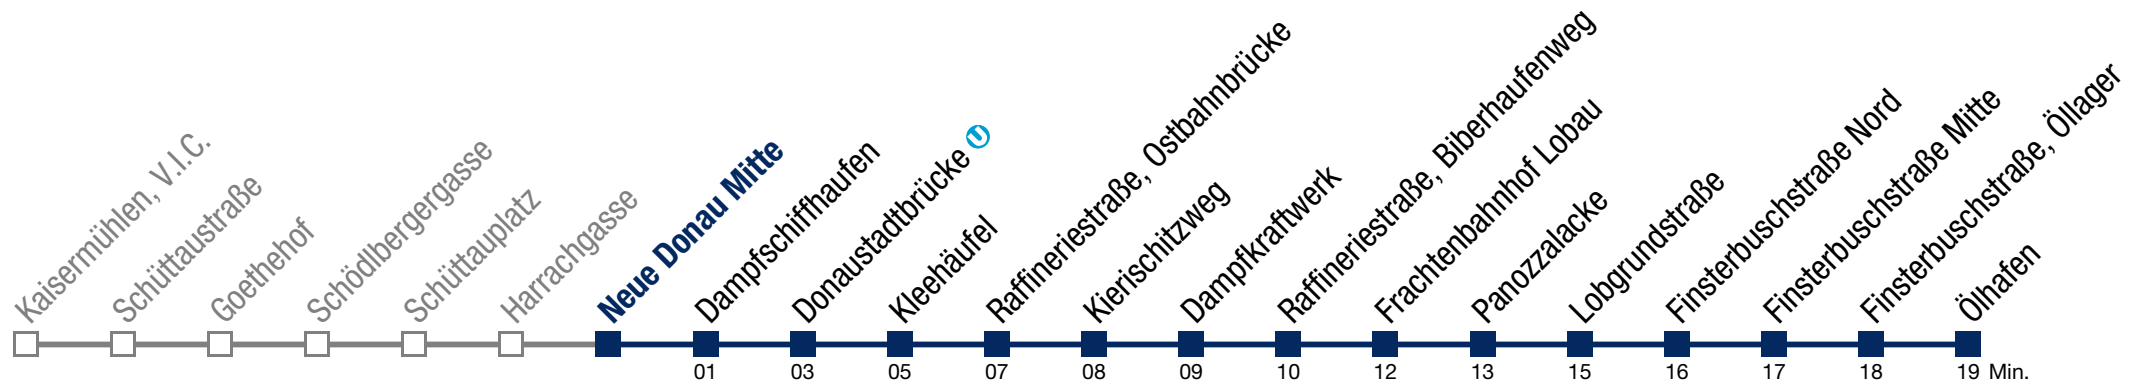 Kaisermühlen, V.I.C.
Schüttaustraße
Goethehof
Schödlbergergasse
Schüttauplatz
Harrachgasse
Neue Donau Mitte
Dampfschiffhaufen
Donaustadtbrücke U
Kleehäufel
Raffineriestraße, Ostbahnbrücke
Kierischitzweg
Dampfkraftwerk
Raffineriestraße, Biberhaufenweg
Frachtenbahnhof Lobau
Panozzalacke
Lobgrundstraße
Finsterbuschstraße Nord
Finsterbuschstraße Mitte
Finsterbuschstraße, Öllager
Ölhafen
01 03 05 07 08 09 10 12 13 15 16 17 18 19 Min.